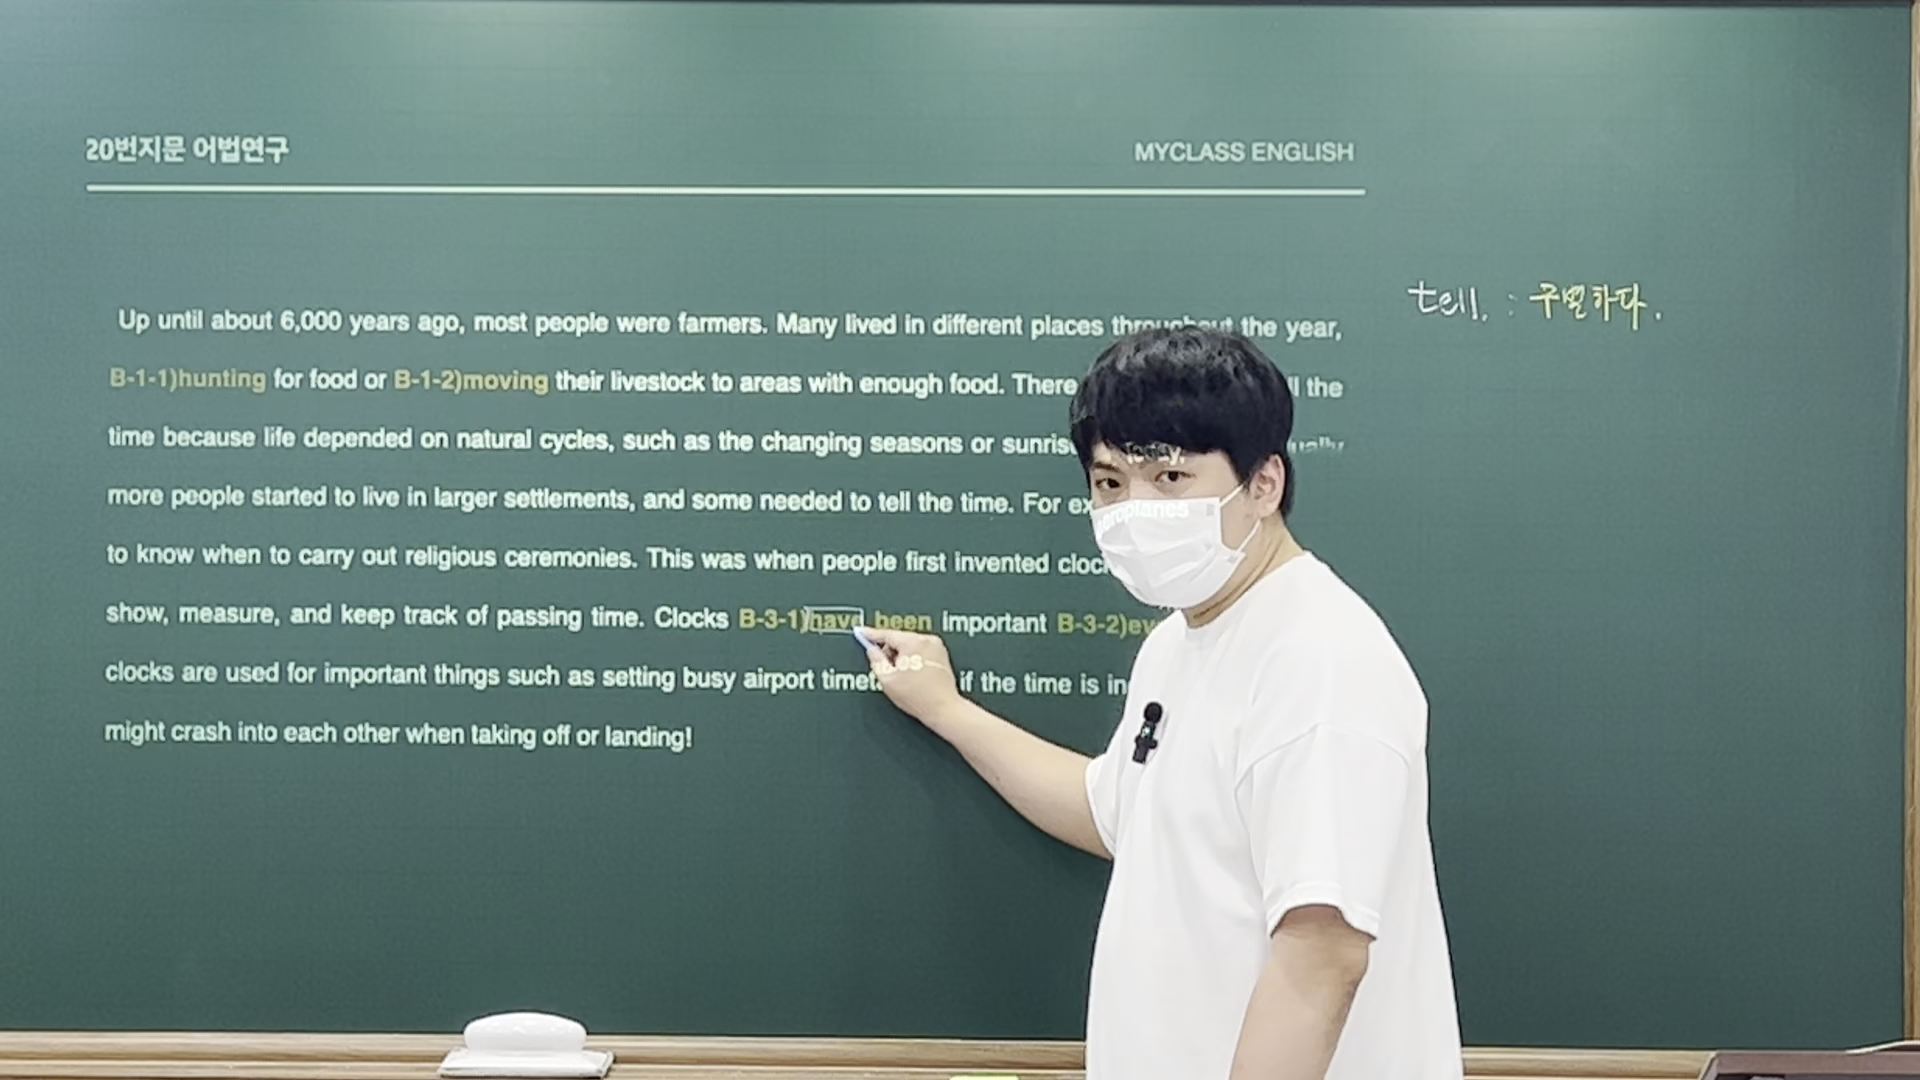 20번지문 어법연구
MYCLASS ENGLISH
tell. : 구별하다.
Up until about 6,000 years ago, most people were farmers. Many lived in different places throughout the year,
B-1-1)hunting for food or B-1-2)moving their livestock to areas with enough food. There the
time because life depended on natural cycles, such as the changing seasons or
more people started to live in larger settlements, and some needed to tell the time. For
to know when to carry out religious ceremonies. This was when people first invented
show, measure, and keep track of passing time. Clocks B-3-1)have been important B-3-2) Today,
clocks are used for important things such as setting busy airport if the time is aeroplanes
might crash into each other when taking off or landing!